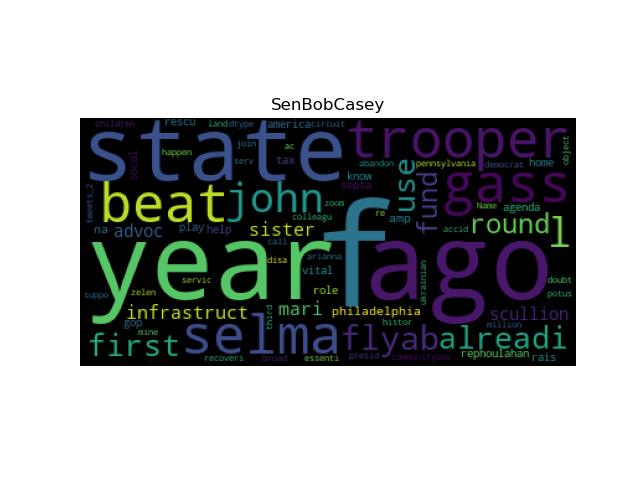 SenBobCasey
children
rescu
land
dtype
america
circuit
state
trooper
object
happen
join
ac
abandon
pennsylvania
democrat
home
socal
serv
tax
know
septa
use
fund
gass
tweets_2
beat
john
zoom
re
amp
Name
agenda
colleagu
na
advoc
play
help
sister
f
accid
round
l
year
ago
call
disa
arianna
vital
ukrainian
doubt
potus
suppo
zelen
servic
role
infrastruct
mari
philadelphia
scullion
gop
mine
third
histor
million
first
selma
flyab
alreadi
recoveri
broad
essenti
presid
communitybas
rephoulahan
rais